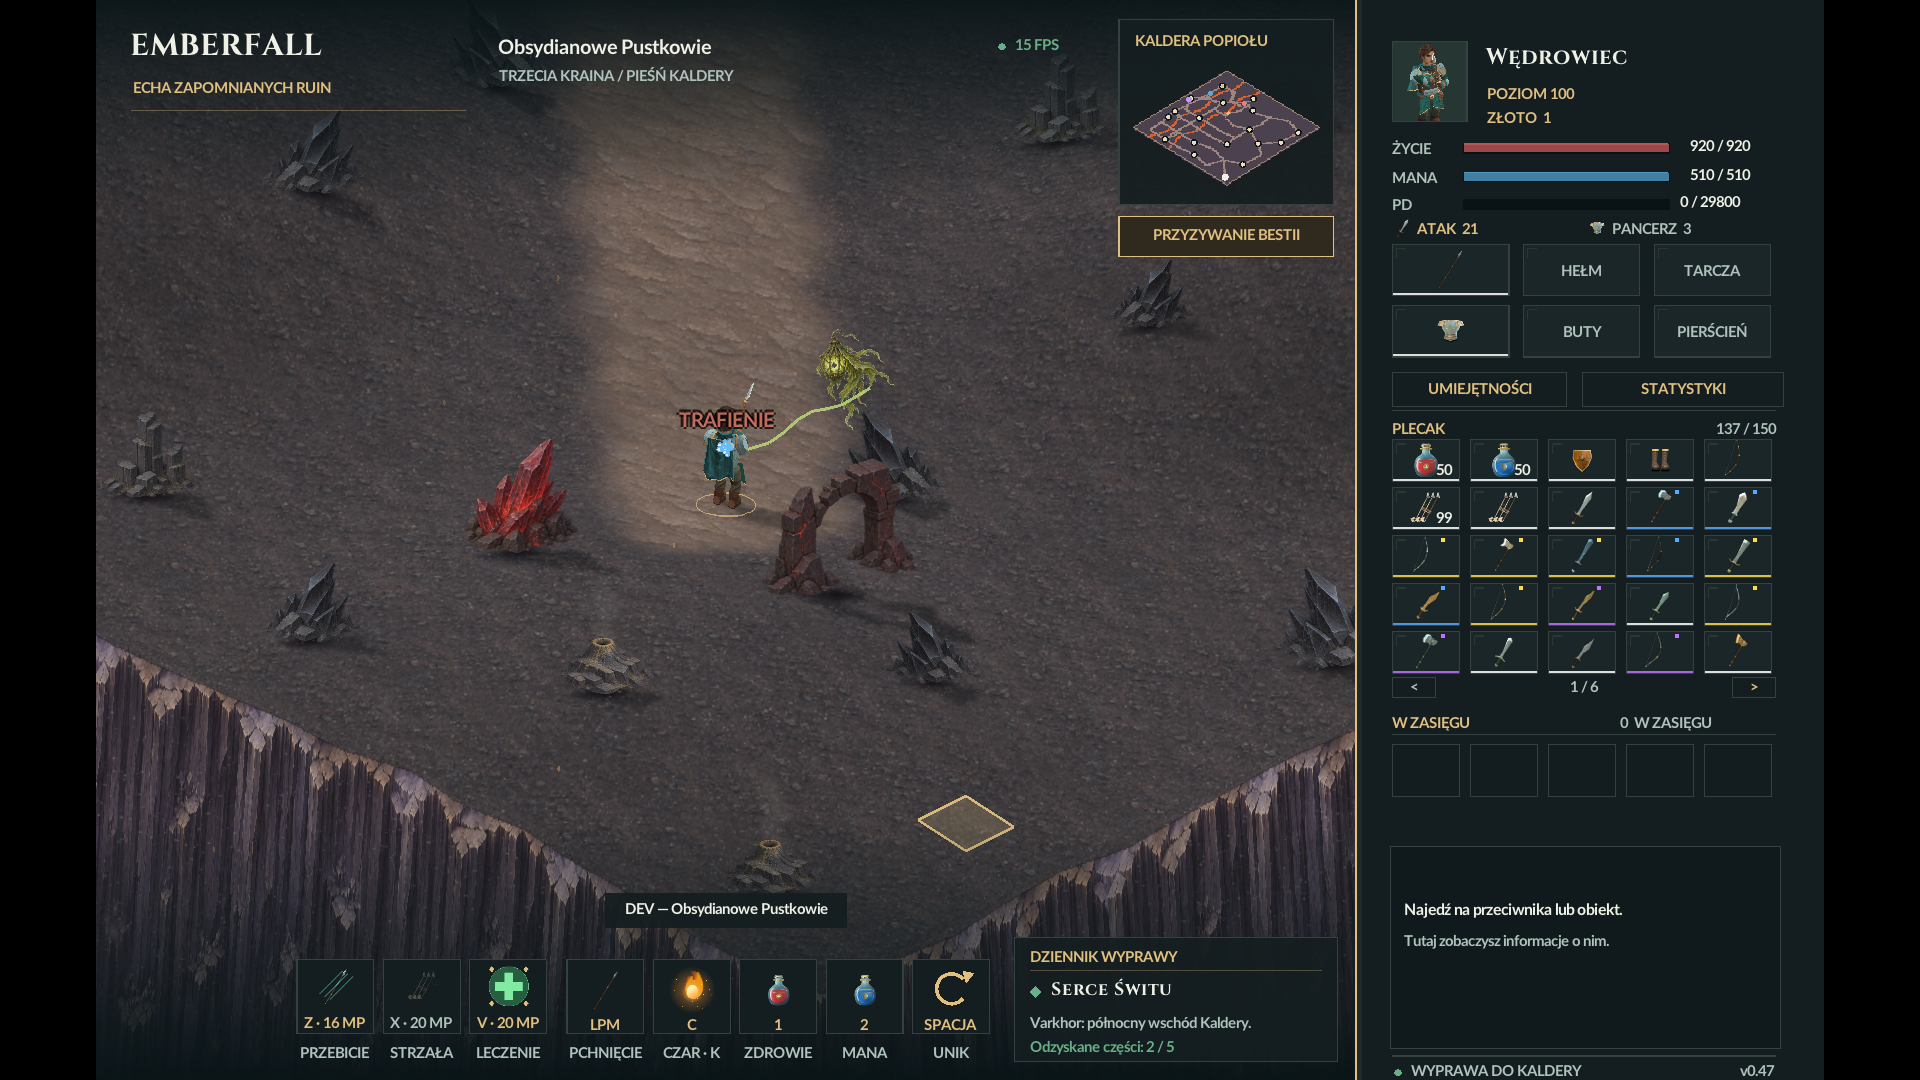 EMBERFALL
ECHA ZAPOMNIANYCH RUIN
Obsydianowe Pustkowie
TRZECIA KRAINA / PIEŚŃ KALDERY
15 FPS
KALDERA POPIOŁU
PRZYZYWANIE BESTII
TRAFIENIE
DEV — Obsydianowe Pustkowie
Z · 16 MP
X · 20 MP
V · 20 MP
LPM
C
1
2
SPACJA
PRZEBICIE
STRZAŁA
LECZENIE
PCHNIĘCIE
CZAR · K
ZDROWIE
MANA
UNIK
DZIENNIK WYPRAWY
SERCE ŚWITU
Varkhor: północny wschód Kaldery.
Odzyskane części: 2 / 5
WĘDROWIEC
POZIOM 100
ZŁOTO 1
ŻYCIE 920 / 920
MANA 510 / 510
PD 0 / 29800
ATAK 21
PANCERZ 3
HEŁM
TARCZA
BUTY
PIERŚCIEŃ
UMIEJĘTNOŚCI
STATYSTYKI
PLECAK 137 / 150
50
50
99
< 1 / 6 >
W ZASIĘGU 0 W ZASIĘGU
Najedź na przeciwnika lub obiekt.
Tutaj zobaczysz informacje o nim.
WYPRAWA DO KALDERY v0.47